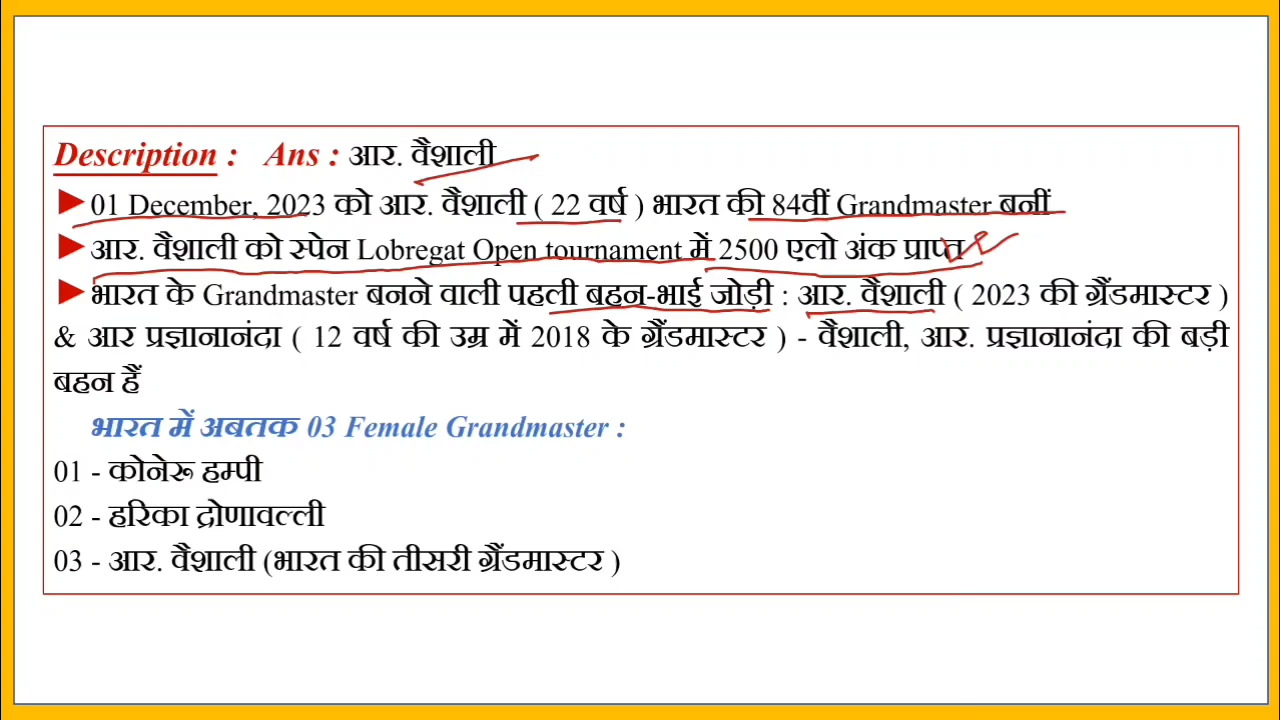 Description : Ans : आर. वैशाली
►01 December, 2023 को आर. वैशाली ( 22 वर्ष ) भारत की 84वीं Grandmaster बनीं
►आर. वैशाली को स्पेन Lobregat Open tournament में 2500 एलो अंक प्राप्त
►भारत के Grandmaster बनने वाली पहली बहन-भाई जोड़ी : आर. वैशाली ( 2023 की ग्रैंडमास्टर )
& आर प्रज्ञानानंदा ( 12 वर्ष की उम्र में 2018 के ग्रैंडमास्टर ) - वैशाली, आर. प्रज्ञानानंदा की बड़ी
बहन हैं
भारत में अबतक 03 Female Grandmaster :
01 - कोनेरू हम्पी
02 - हरिका द्रोणावल्ली
03 - आर. वैशाली (भारत की तीसरी ग्रैंडमास्टर )